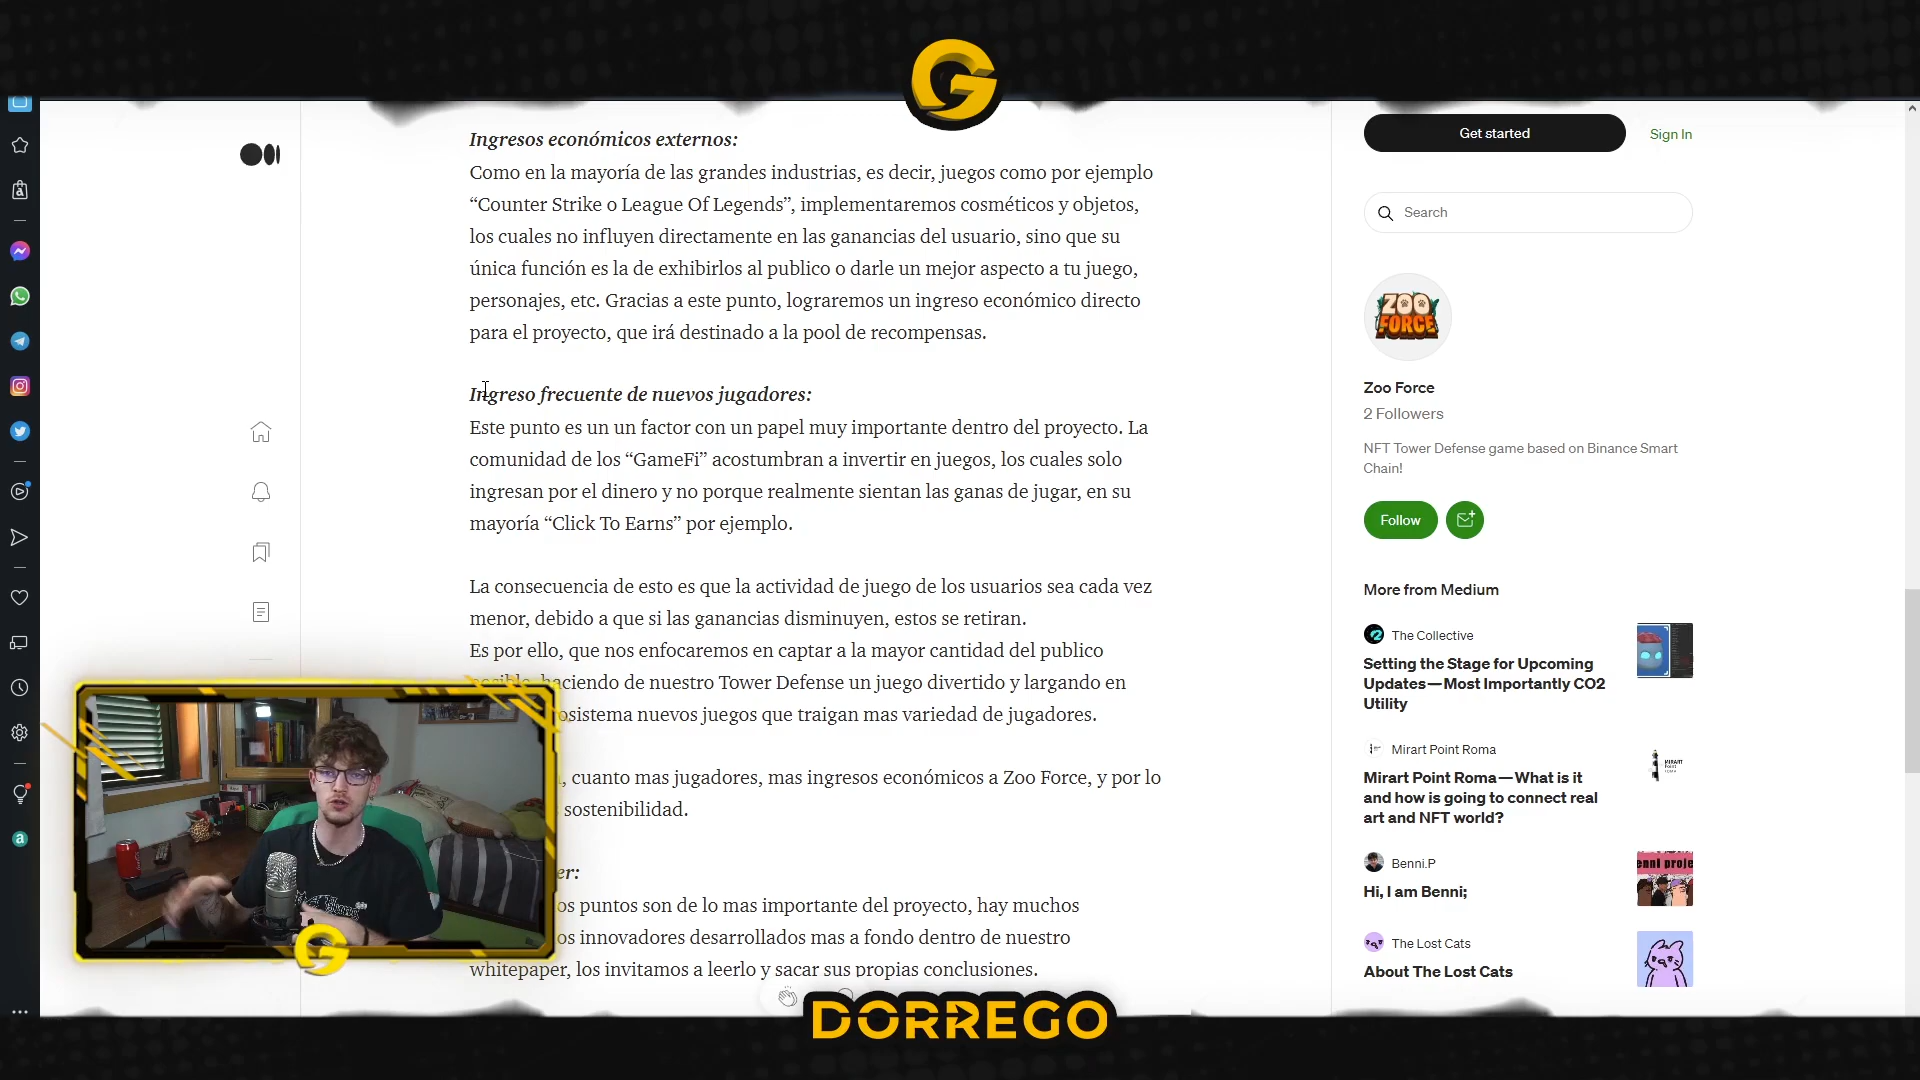 Ingresos económicos externos:
Como en la mayoría de las grandes industrias, es decir, juegos como por ejemplo
“Counter Strike o League Of Legends”, implementaremos cosméticos y objetos,
los cuales no influyen directamente en las ganancias del usuario, sino que su
única función es la de exhibirlos al publico o darle un mejor aspecto a tu juego,
personajes, etc. Gracias a este punto, lograremos un ingreso económico directo
para el proyecto, que irá destinado a la pool de recompensas.
Ingreso frecuente de nuevos jugadores:
Este punto es un un factor con un papel muy importante dentro del proyecto. La
comunidad de los “GameFi” acostumbran a invertir en juegos, los cuales solo
ingresan por el dinero y no porque realmente sientan las ganas de jugar, en su
mayoría “Click To Earns” por ejemplo.
La consecuencia de esto es que la actividad de juego de los usuarios sea cada vez
menor, debido a que si las ganancias disminuyen, estos se retiran.
Es por ello, que nos enfocaremos en captar a la mayor cantidad del publico
haciendo de nuestro Tower Defense un juego divertido y largando en
nuevos juegos que traigan mas variedad de jugadores.
cuanto mas jugadores, mas ingresos económicos a Zoo Force, y por lo
sostenibilidad.
er:
os puntos son de lo mas importante del proyecto, hay muchos
os innovadores desarrollados mas a fondo dentro de nuestro
whitepaper, los invitamos a leerlo y sacar sus propias conclusiones.
Get started
Sign In
Search
ZOO
FORCE
Zoo Force
2 Followers
NFT Tower Defense game based on Binance Smart
Chain!
Follow
More from Medium
The Collective
Setting the Stage for Upcoming
Updates — Most Importantly CO2
Utility
Mirart Point Roma
Mirart Point Roma — What is it
and how is going to connect real
art and NFT world?
Benni.P
Hi, I am Benni;
The Lost Cats
About The Lost Cats
G
G
DORREGO